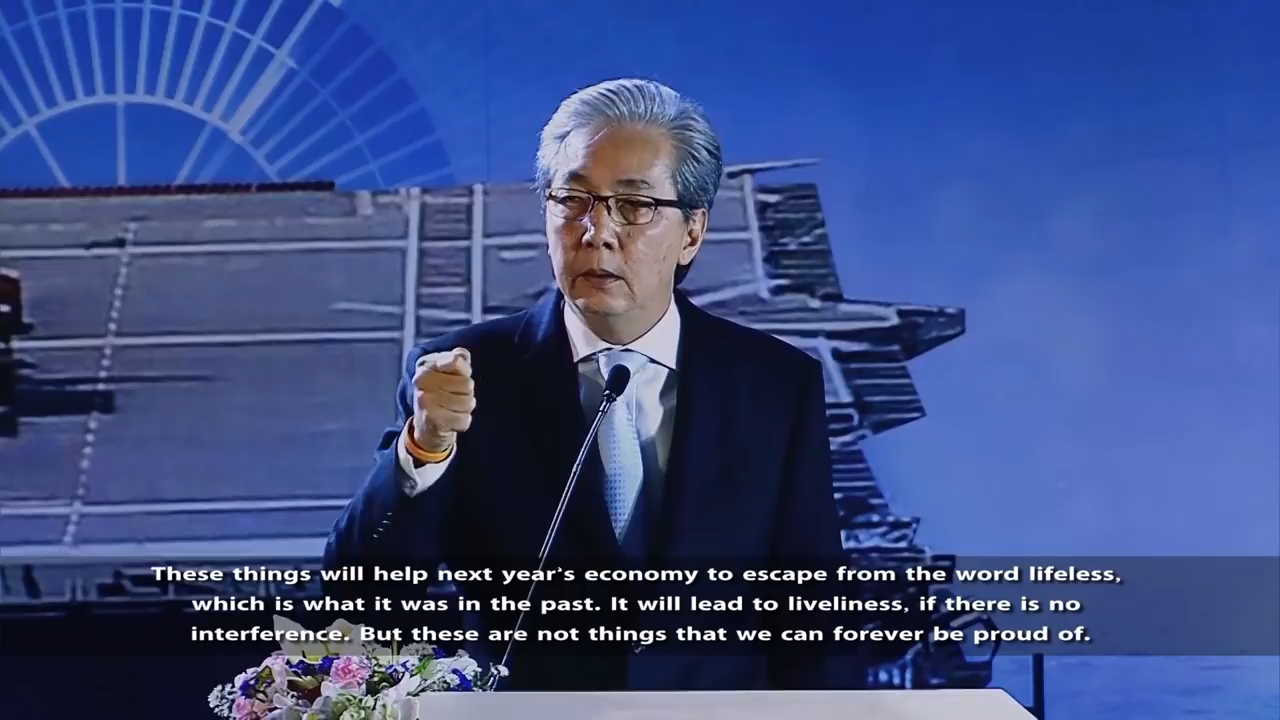 These things will help next year's economy to escape from the word lifeless,
which is what it was in the past. It will lead to liveliness, if there is no
interference. But these are not things that we can forever be proud of.